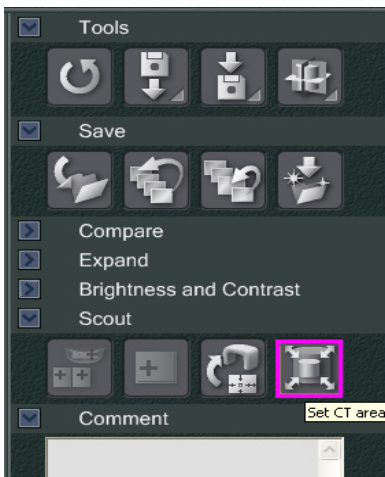 Tools
Save
Compare
Expand
Brightness and Contrast
Scout
Set CT area
Comment